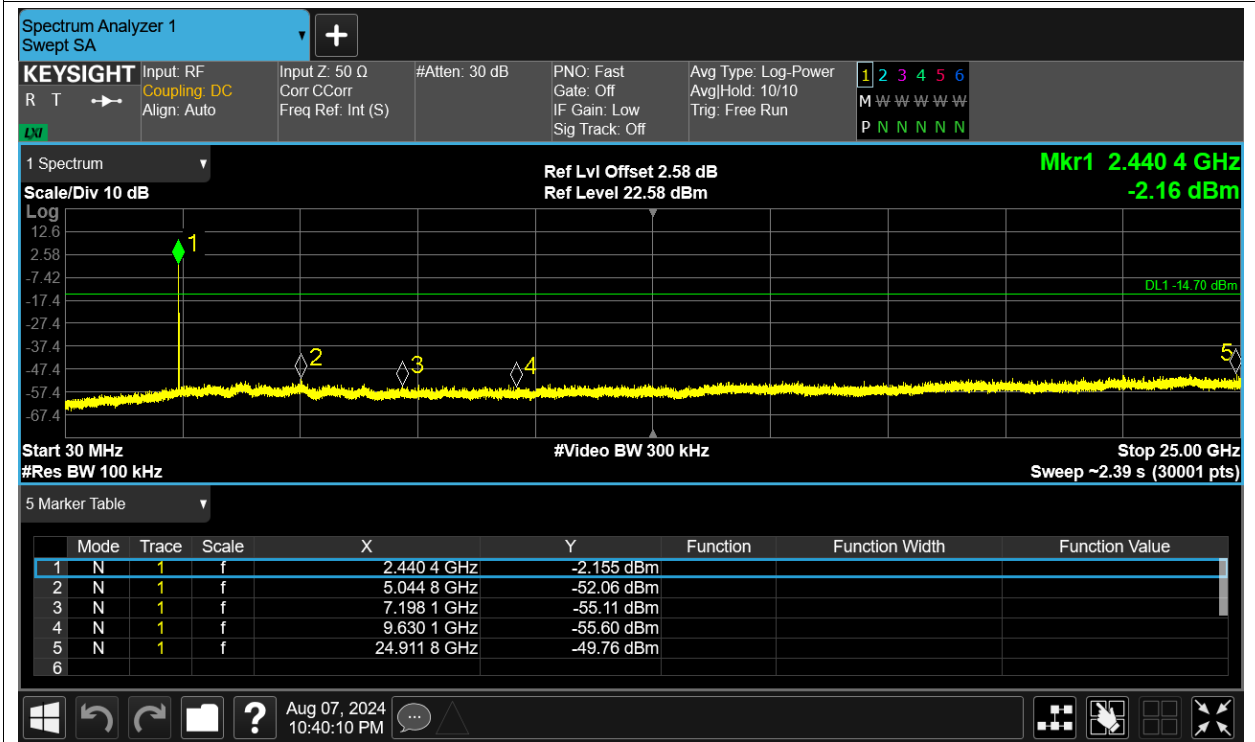 Spectrum Analyzer 1
Swept SA
+
KEYSIGHT Input: RF Input Z: 50 Ω #Atten: 30 dB PNO: Fast Avg Type: Log-Power 1 2 3 4 5 6
R T Coupling: DC Corr CCorr Gate: Off Avg|Hold: 10/10 M W W W W W
Align: Auto Freq Ref: Int (S) IF Gain: Low Trig: Free Run
LXI Sig Track: Off P N N N N N
1 Spectrum Ref Lvl Offset 2.58 dB Mkr1 2.440 4 GHz
Scale/Div 10 dB Ref Level 22.58 dBm -2.16 dBm
Log
12.6
1
2.58
-7.42
DL1 -14.70 dBm
-17.4
-27.4
-37.4
2 3 4 5
-47.4
-57.4
-67.4
Start 30 MHz #Video BW 300 kHz Stop 25.00 GHz
#Res BW 100 kHz Sweep ~2.39 s (30001 pts)
5 Marker Table
Mode Trace Scale X Y Function Function Width Function Value
1 N 1 f 2.440 4 GHz -2.155 dBm
2 N 1 f 5.044 8 GHz -52.06 dBm
3 N 1 f 7.198 1 GHz -55.11 dBm
4 N 1 f 9.630 1 GHz -55.60 dBm
5 N 1 f 24.911 8 GHz -49.76 dBm
6
? Aug 07, 2024
10:40:10 PM